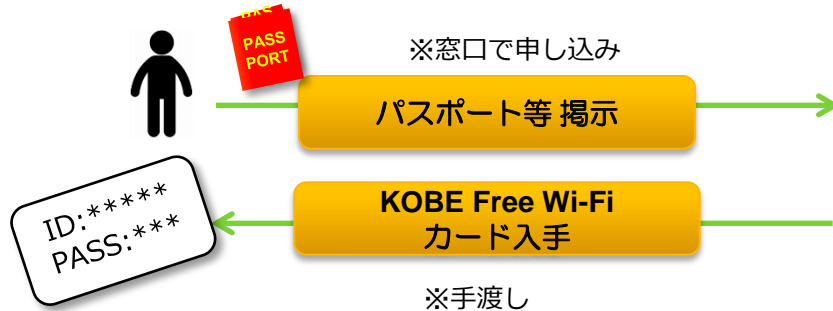 PASS
PORT
※窓口で申し込み
パスポート等 掲示
ID:*****
PASS:***
KOBE Free Wi-Fi
カード入手
※手渡し